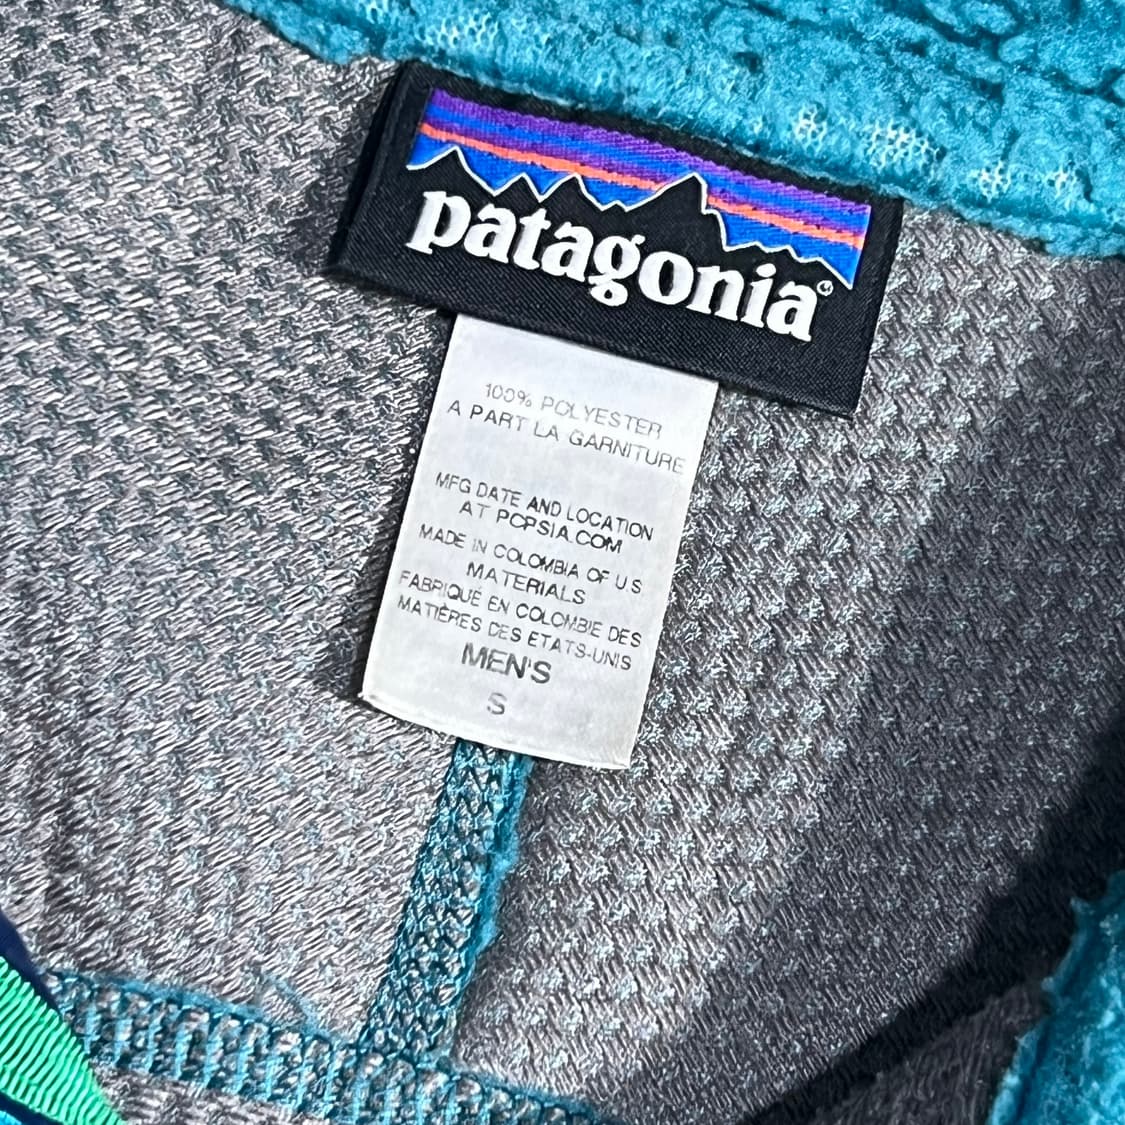 patagonia®
100% POLYESTER
A PART LA GARNITURE
MFG DATE AND LOCATION
AT PCPSIA.COM
MADE IN COLOMBIA OF U.S.
MATERIALS
FABRIQUÉ EN COLOMBIE DES
MATIÈRES DES ETATS-UNIS
MEN'S
S